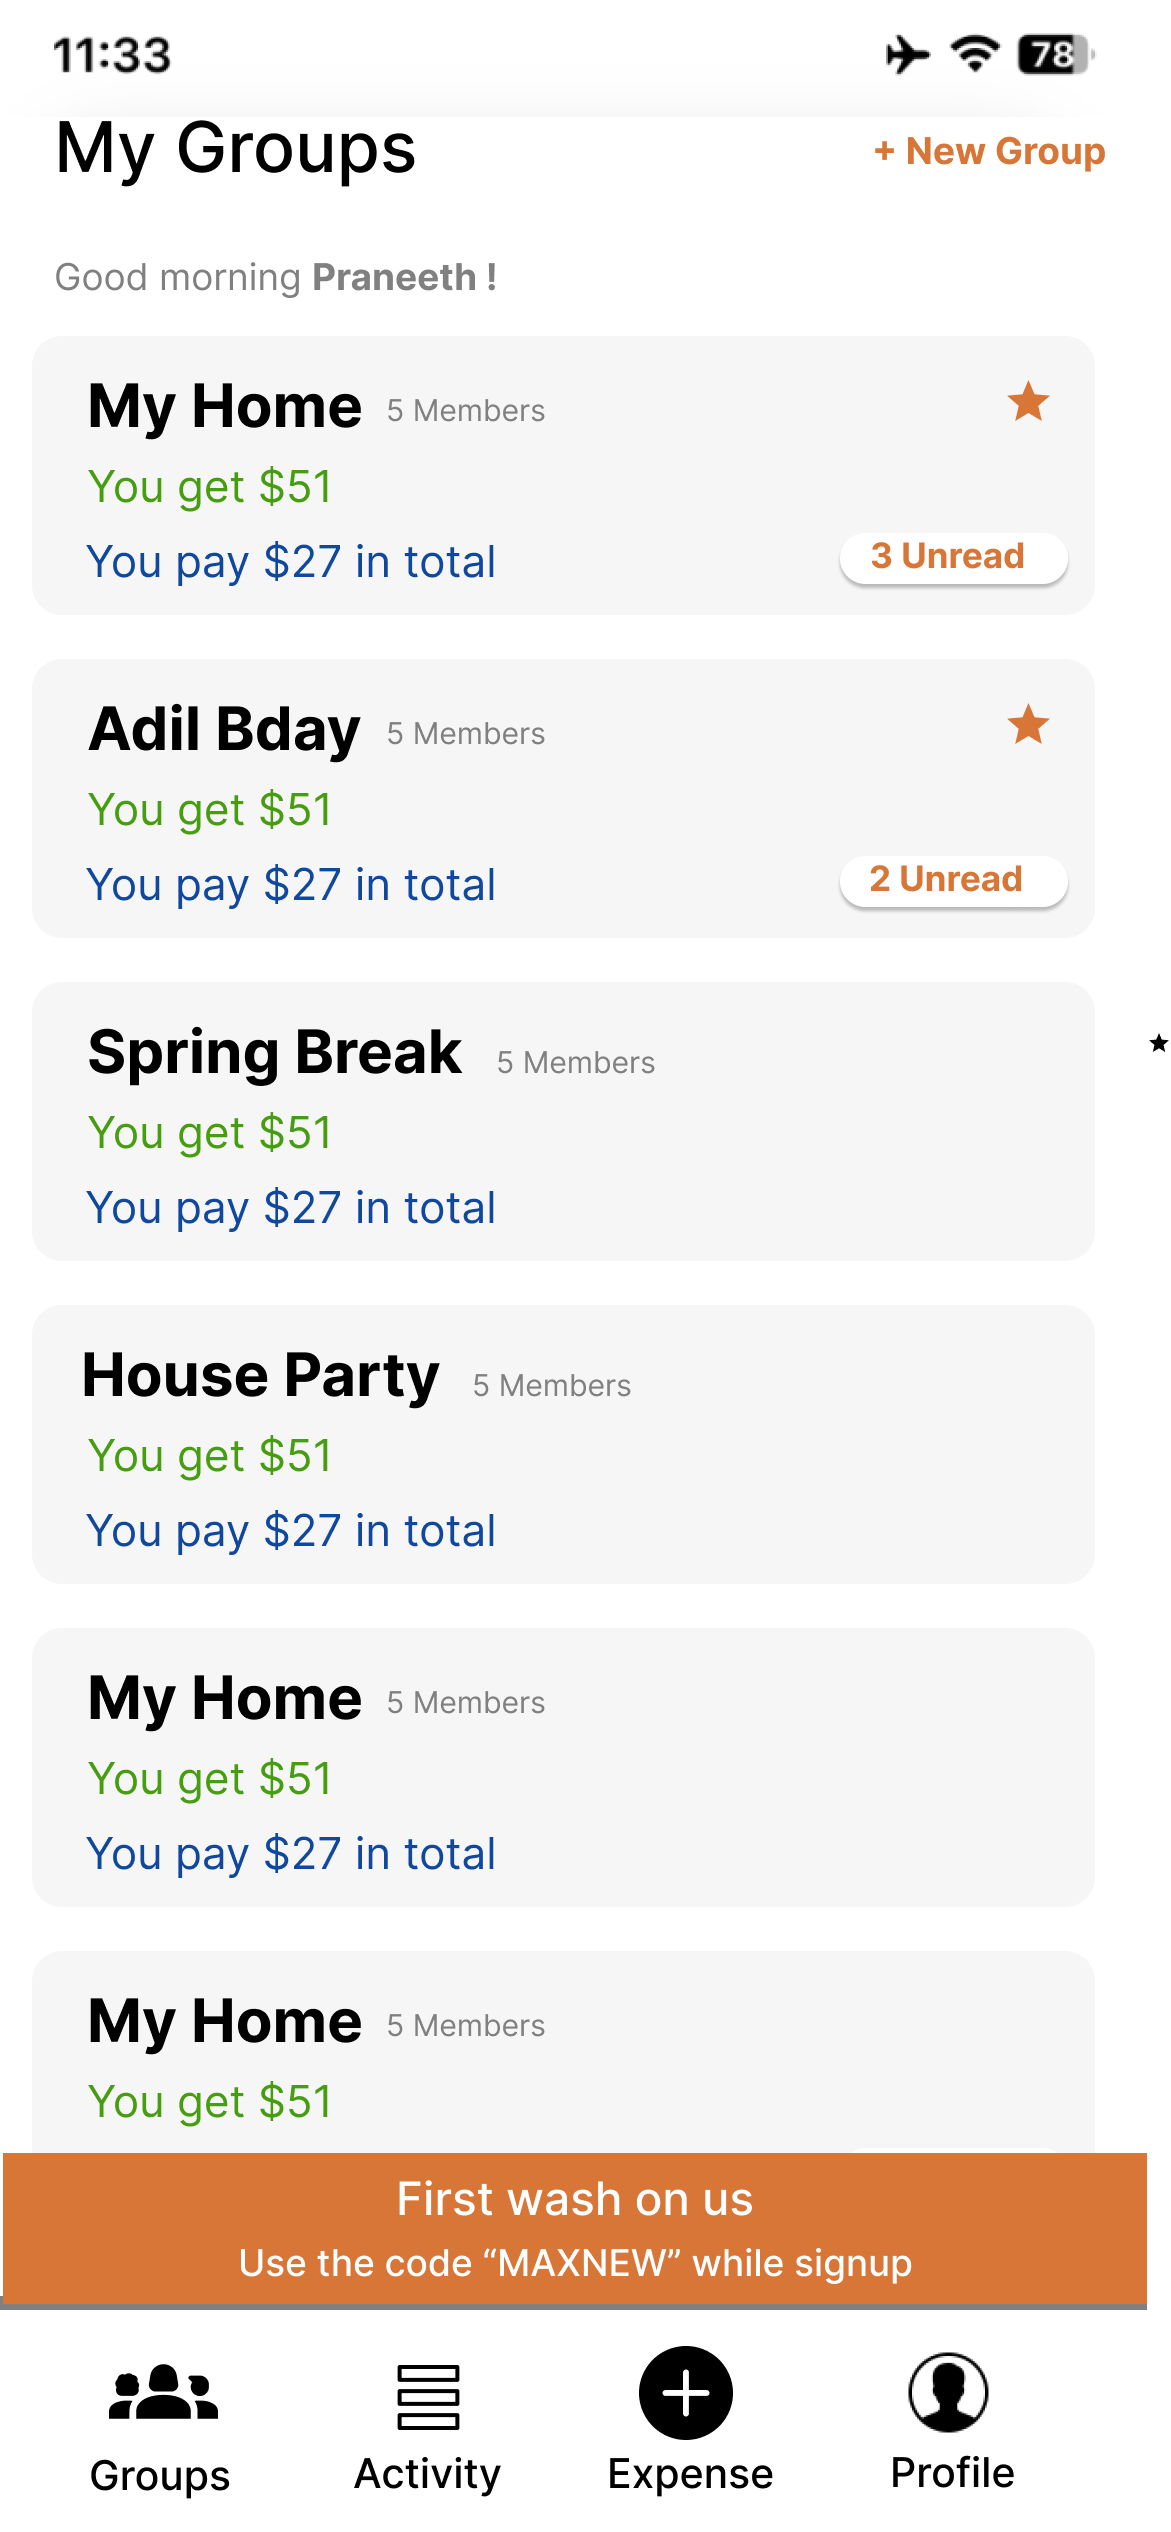 11:33
78
My Groups
+ New Group
Good morning Praneeth !
My Home 5 Members
You get $51
You pay $27 in total
3 Unread
Adil Bday 5 Members
You get $51
You pay $27 in total
2 Unread
Spring Break 5 Members
You get $51
You pay $27 in total
House Party 5 Members
You get $51
You pay $27 in total
My Home 5 Members
You get $51
You pay $27 in total
My Home 5 Members
You get $51
First wash on us
Use the code “MAXNEW” while signup
Groups
Activity
Expense
Profile